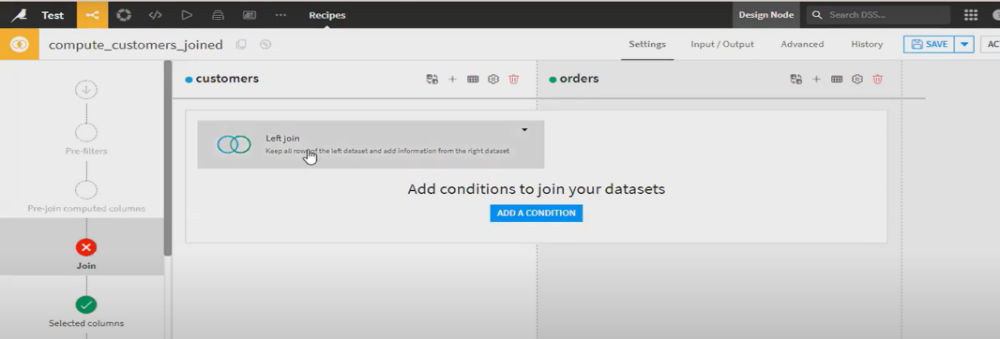 Test
Recipes
Design Node
Search DSS...
compute_customers_joined
Settings
Input / Output
Advanced
History
SAVE
AC
customers
orders
Pre-filters
Pre-join computed columns
Join
Selected columns
Left join
Keep all row of the left dataset and add information from the right dataset
Add conditions to join your datasets
ADD A CONDITION